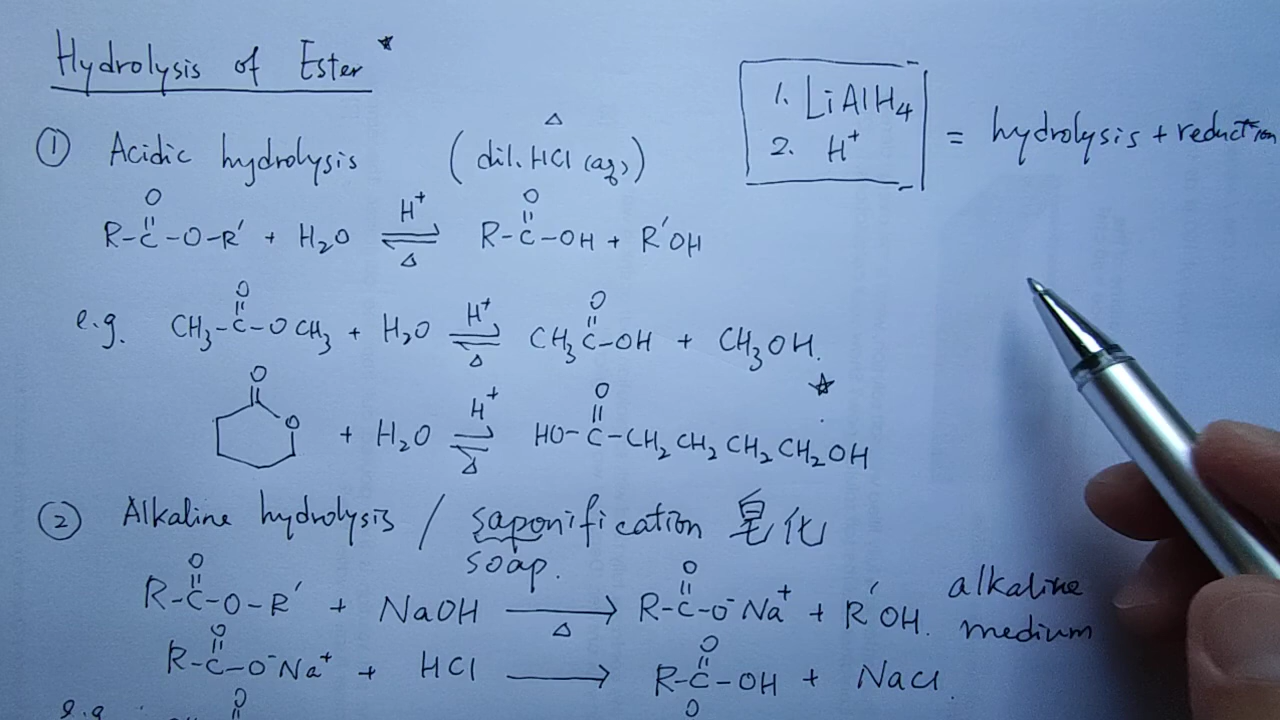 Hydrolysis of Ester *
1. LiAlH4
2. H⁺
= hydrolysis + reduction
① Acidic hydrolysis (dil. HCl (aq)) Δ
O
R-C-O-R' + H₂O ⇌ H⁺ Δ R-C-OH + R'OH
O
e.g. CH₃-C-OCH₃ + H₂O ⇌ H⁺ Δ CH₃C-OH + CH₃OH.
O O
O O + H₂O ⇌ H⁺ Δ HO-C-CH₂CH₂CH₂CH₂OH ☆
O
② Alkaline hydrolysis / saponification 皂化
soap.
O O
R-C-O-R' + NaOH → Δ R-C-O⁻Na⁺ + R'OH. alkaline medium
O O
R-C-O⁻Na⁺ + HCl → R-C-OH + NaCl.
O O
e.g.